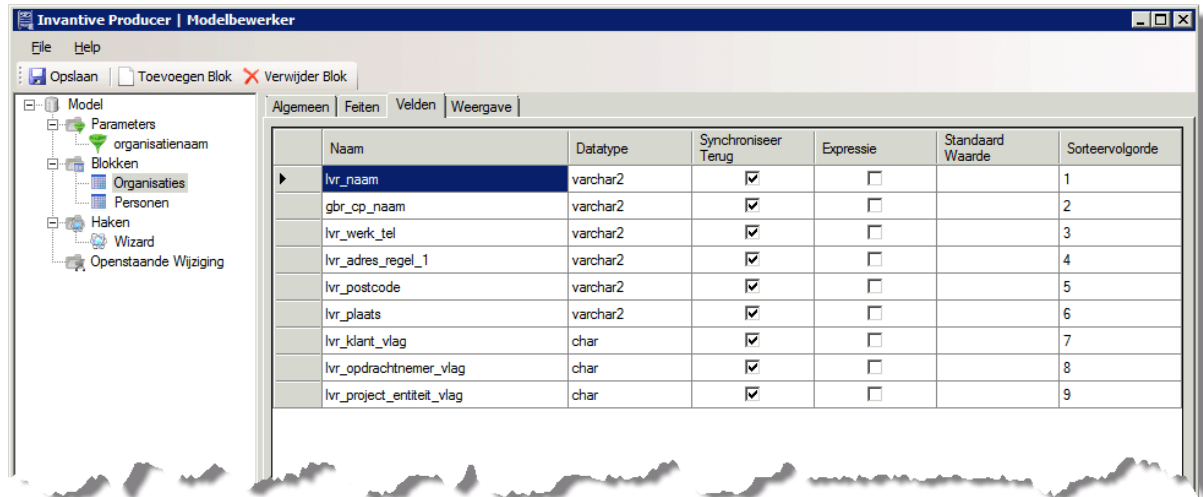 Invantive Producer | Modelbewerker
File Help
Opslaan Toevoegen Blok Verwijder Blok
Model
Parameters
organisatienaam
Blokken
Organisaties
Personen
Haken
Wizard
Openstaande Wijziging
Algemeen Feiten Velden Weergave
Naam Datatype Synchroniseer Terug Expressie Standaard Waarde Sorteervolgorde
lvr_naam varchar2 1
gbr_cp_naam varchar2 2
lvr_werk_tel varchar2 3
lvr_adres_regel_1 varchar2 4
lvr_postcode varchar2 5
lvr_plaats varchar2 6
lvr_klant_vlag char 7
lvr_opdrachtnemer_vlag char 8
lvr_project_entiteit_vlag char 9